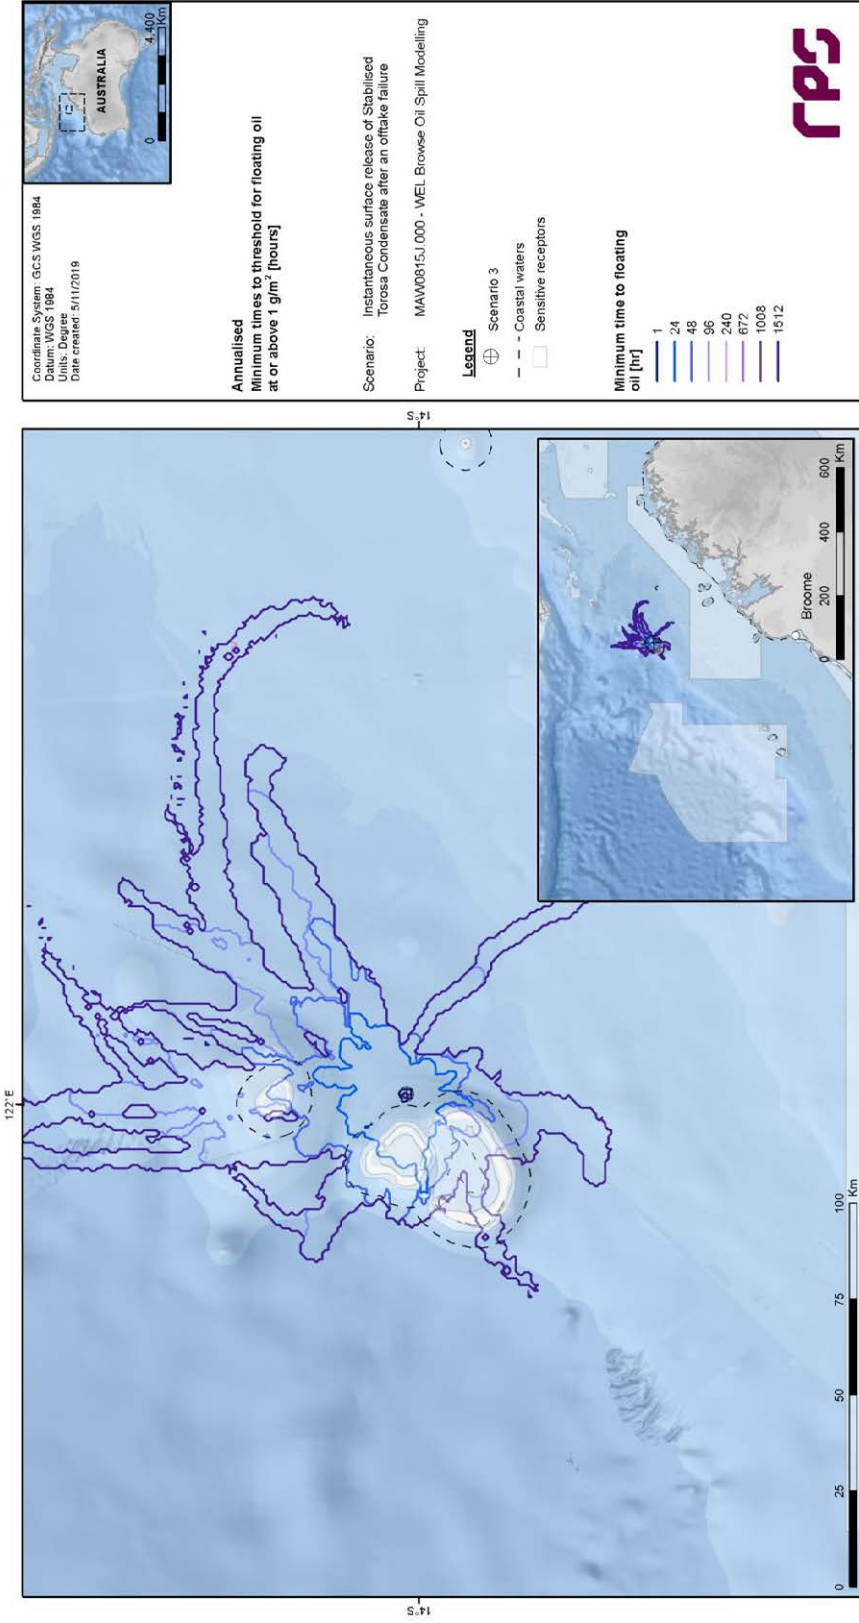 Coordinate System: GCS WGS 1984
Datum: WGS 1984
Units: Degree
Date created: 5/11/2019
AUSTRALIA
0
4,400
Km
Annualised
Minimum times to threshold for floating oil
at or above 1 g/m² [hours]
Scenario: Instantaneous surface release of Stabilised
Torosa Condensate after an offtake failure
Project: MAW0815J.000 - WEL Browse Oil Spill Modelling
Legend
Scenario 3
Coastal waters
Sensitive receptors
Minimum time to floating
oil [hr]
1
24
48
96
240
672
1008
1512
rps
122°E
14°S
14°S
0
25
50
75
100
Km
Broome
0
200
400
600
Km